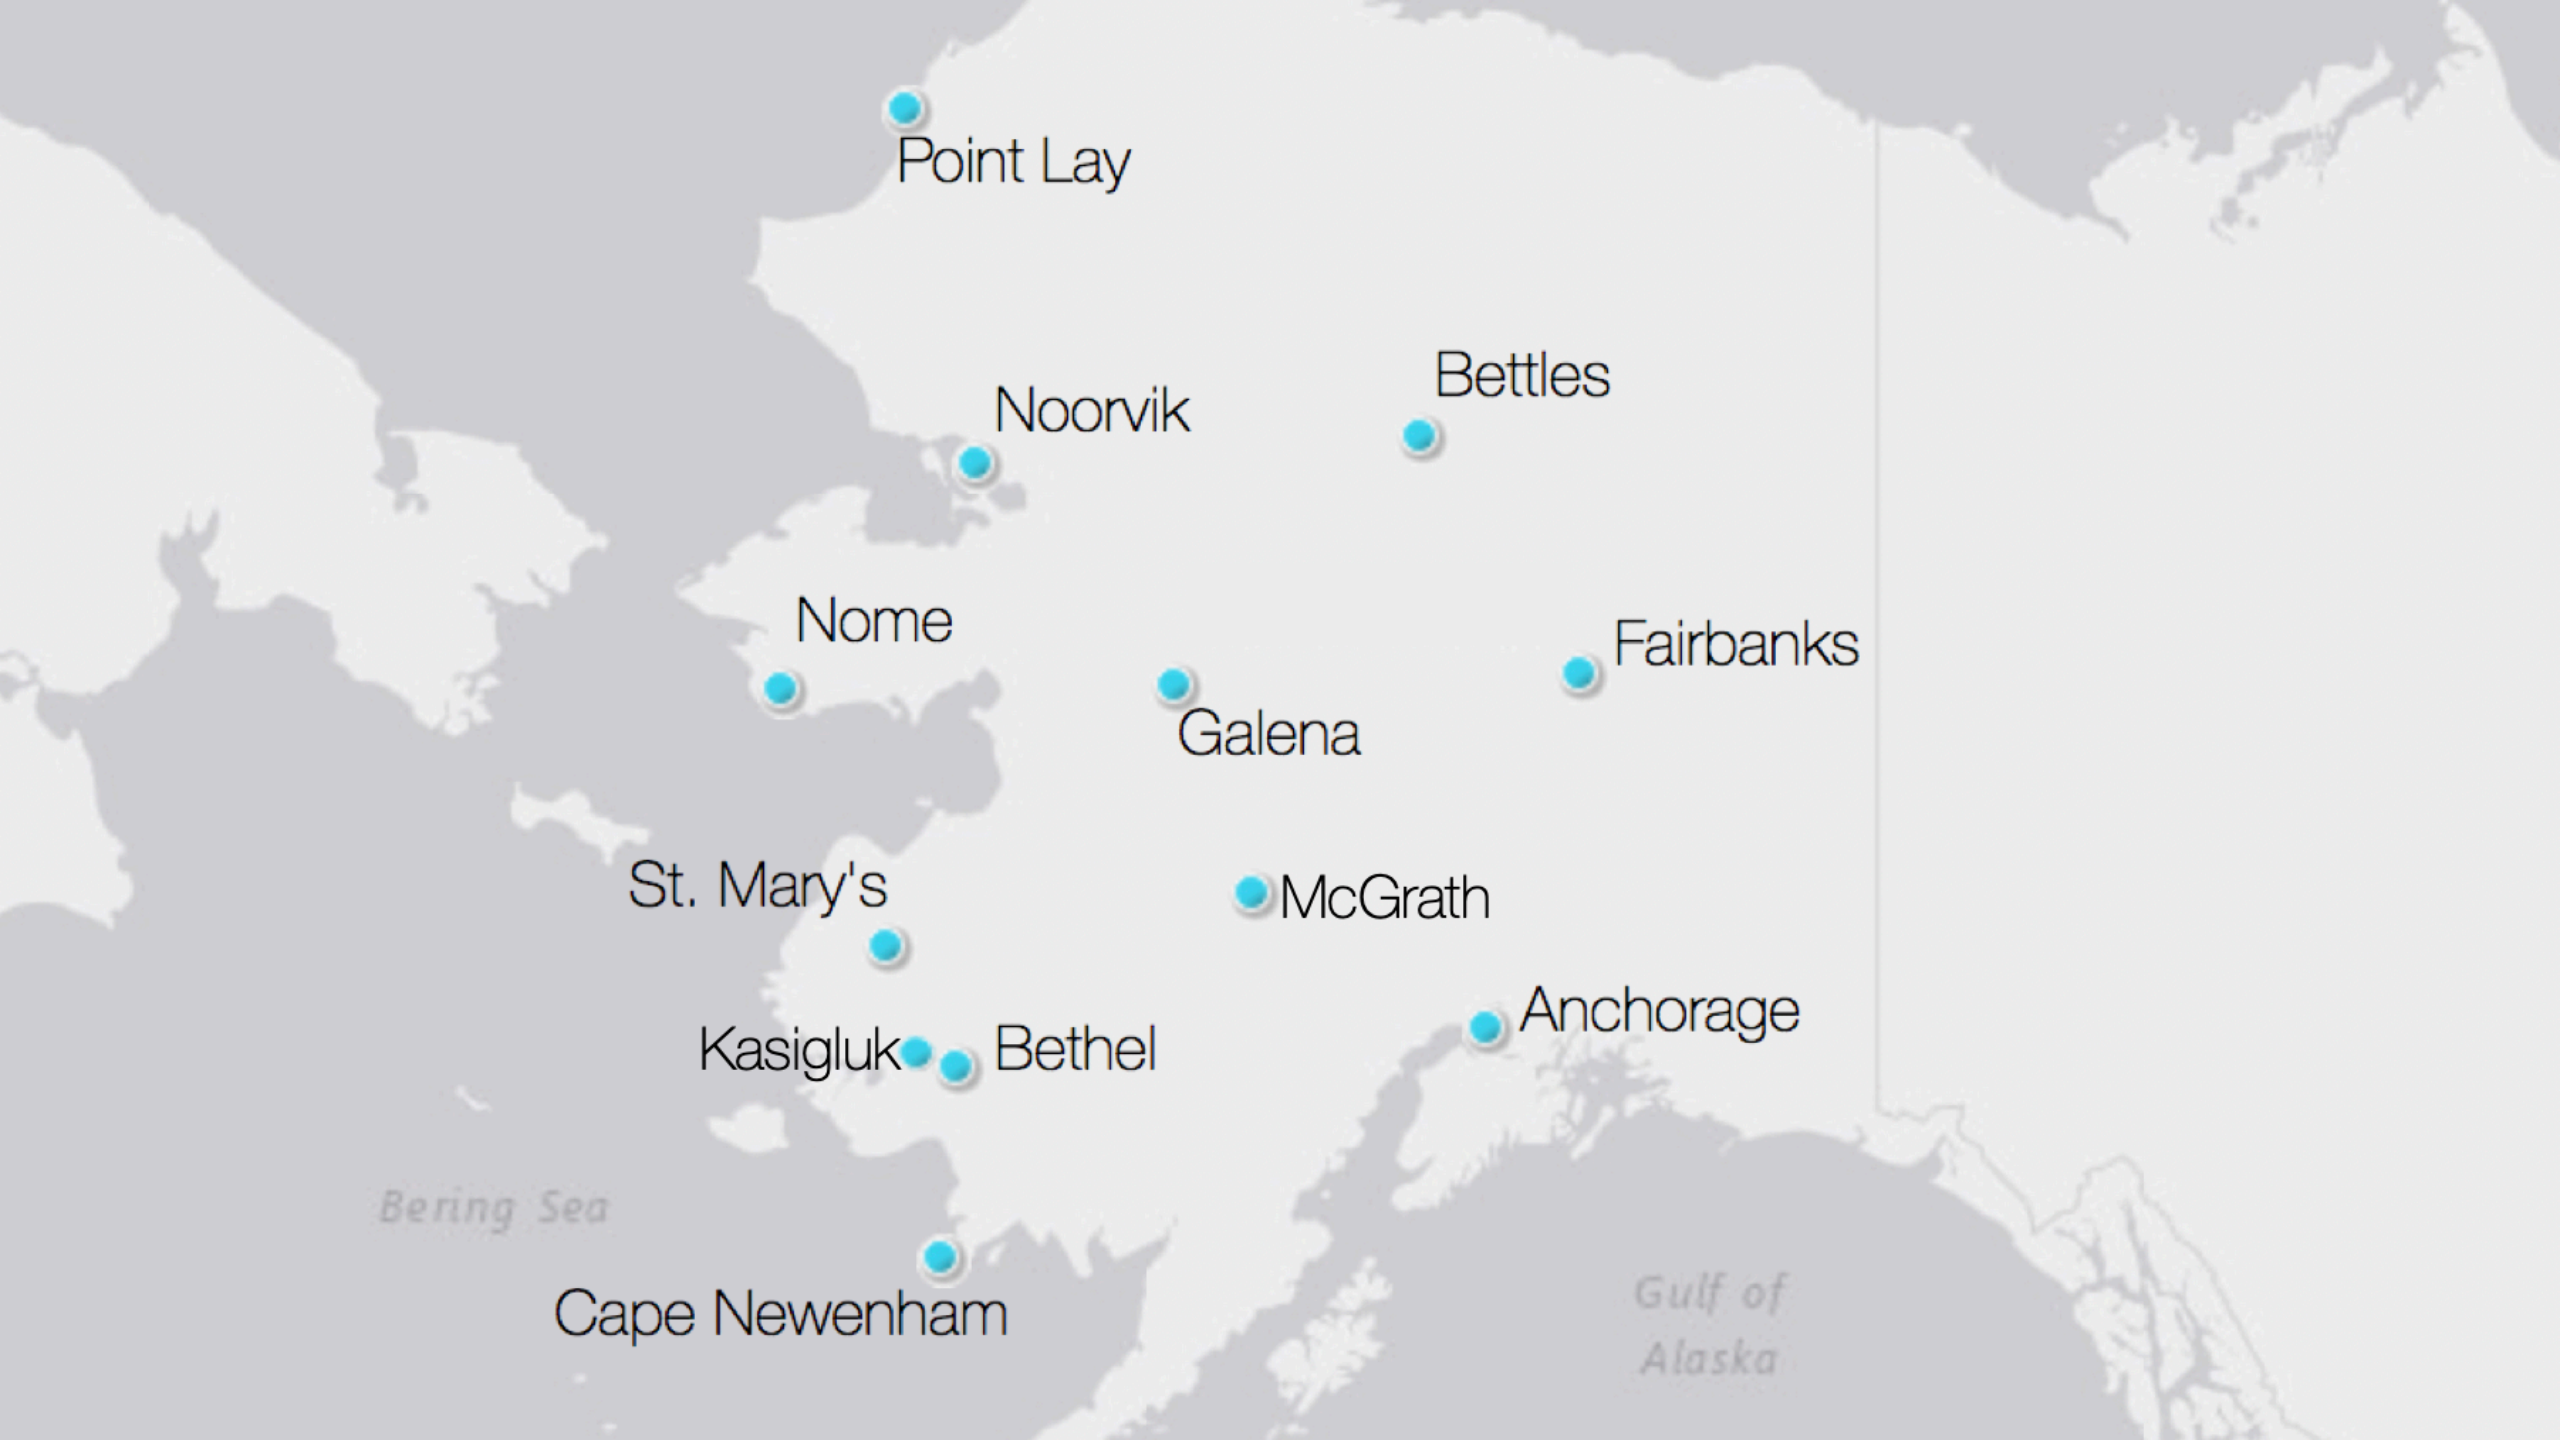 Point Lay
Bettles
Noorvik
Nome
Fairbanks
Galena
St. Mary's
McGrath
Anchorage
Kasigluk
Bethel
Bering Sea
Cape Newenham
Gulf of
Alaska